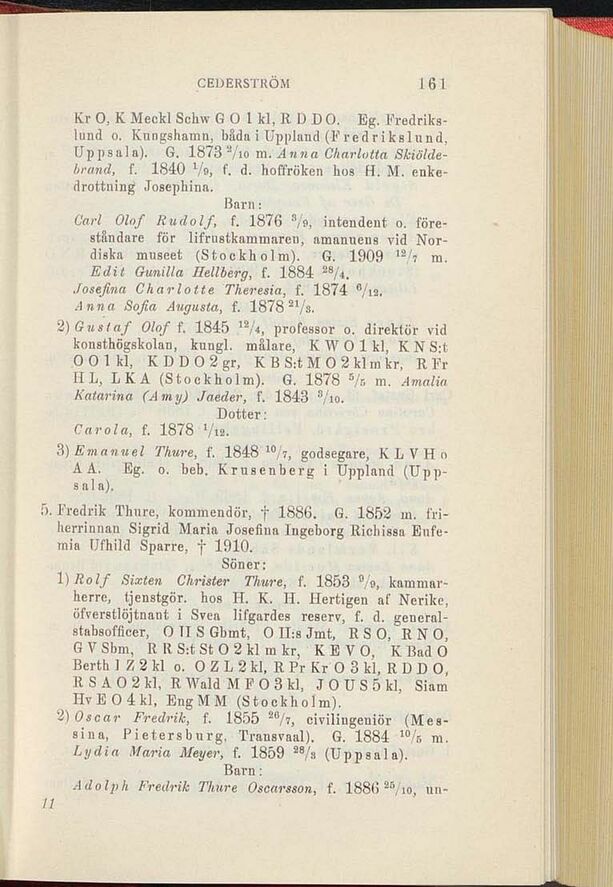 CEDERSTRÖM 161
Kr O, K Meckl Schw G O 1 kl, R D D O. Eg. Fredriks-
lund o. Kungshamn, båda i Uppland (Fredrikslund,
Uppsala). G. 1873 2/10 m. Anna Charlotta Skiölde-
brand, f. 1840 1/9, f. d. hoffröken hos H. M. enke-
drottning Josephina.
Barn:
Carl Olof Rudolf, f. 1876 3/9, intendent o. före-
ståndare för lifrustkammaren, amanuens vid Nor-
diska museet (Stockholm). G. 1909 12/7 m.
Edit Gunilla Hellberg, f. 1884 28/4.
Josefina Charlotte Theresia, f. 1874 6/12.
Anna Sofia Augusta, f. 1878 21/3.
2) Gustaf Olof f. 1845 12/4, professor o. direktör vid
konsthögskolan, kungl. målare, K W O 1 kl, K N S:t
O O 1 kl, K D D O 2 gr, K B S:t M O 2 kl m kr, R Fr
H L, L K A (Stockholm). G. 1878 5/5 m. Amalia
Katarina (Amy) Jaeder, f. 1843 3/10.
Dotter:
Carola, f. 1878 1/12.
3) Emanuel Thure, f. 1848 10/7, godsegare, K L V H o
A A. Eg. o. beb. Krusenberg i Uppland (Upp-
sala).
5. Fredrik Thure, kommendör, † 1886. G. 1852 m. fri-
herrinnan Sigrid Maria Josefina Ingeborg Richissa Eufe-
mia Ufhild Sparre, † 1910.
Söner:
1) Rolf Sixten Christer Thure, f. 1853 9/9, kammar-
herre, tjenstgör. hos H. K. H. Hertigen af Nerike,
öfverstlöjtnant i Svea lifgardes reserv, f. d. general-
stabsofficer, O II S Gbmt, O II:s Jmt, R S O, R N O,
G V Sbm, R R S:t St O 2 kl m kr, K E V O, K Bad O
Berth I Z 2 kl o. O Z L 2 kl, R Pr Kr O 3 kl, R D D O,
R S A O 2 kl, R Wald M F O 3 kl, J O U S 5 kl, Siam
Hv E O 4 kl, Eng M M (Stockholm).
2) Oscar Fredrik, f. 1855 26/7, civilingeniör (Mes-
sina, Pietersburg, Transvaal). G. 1884 10/5 m.
Lydia Maria Meyer, f. 1859 28/3 (Uppsala).
Barn:
Adolph Fredrik Thure Oscarsson, f. 1886 25/10, un-
11